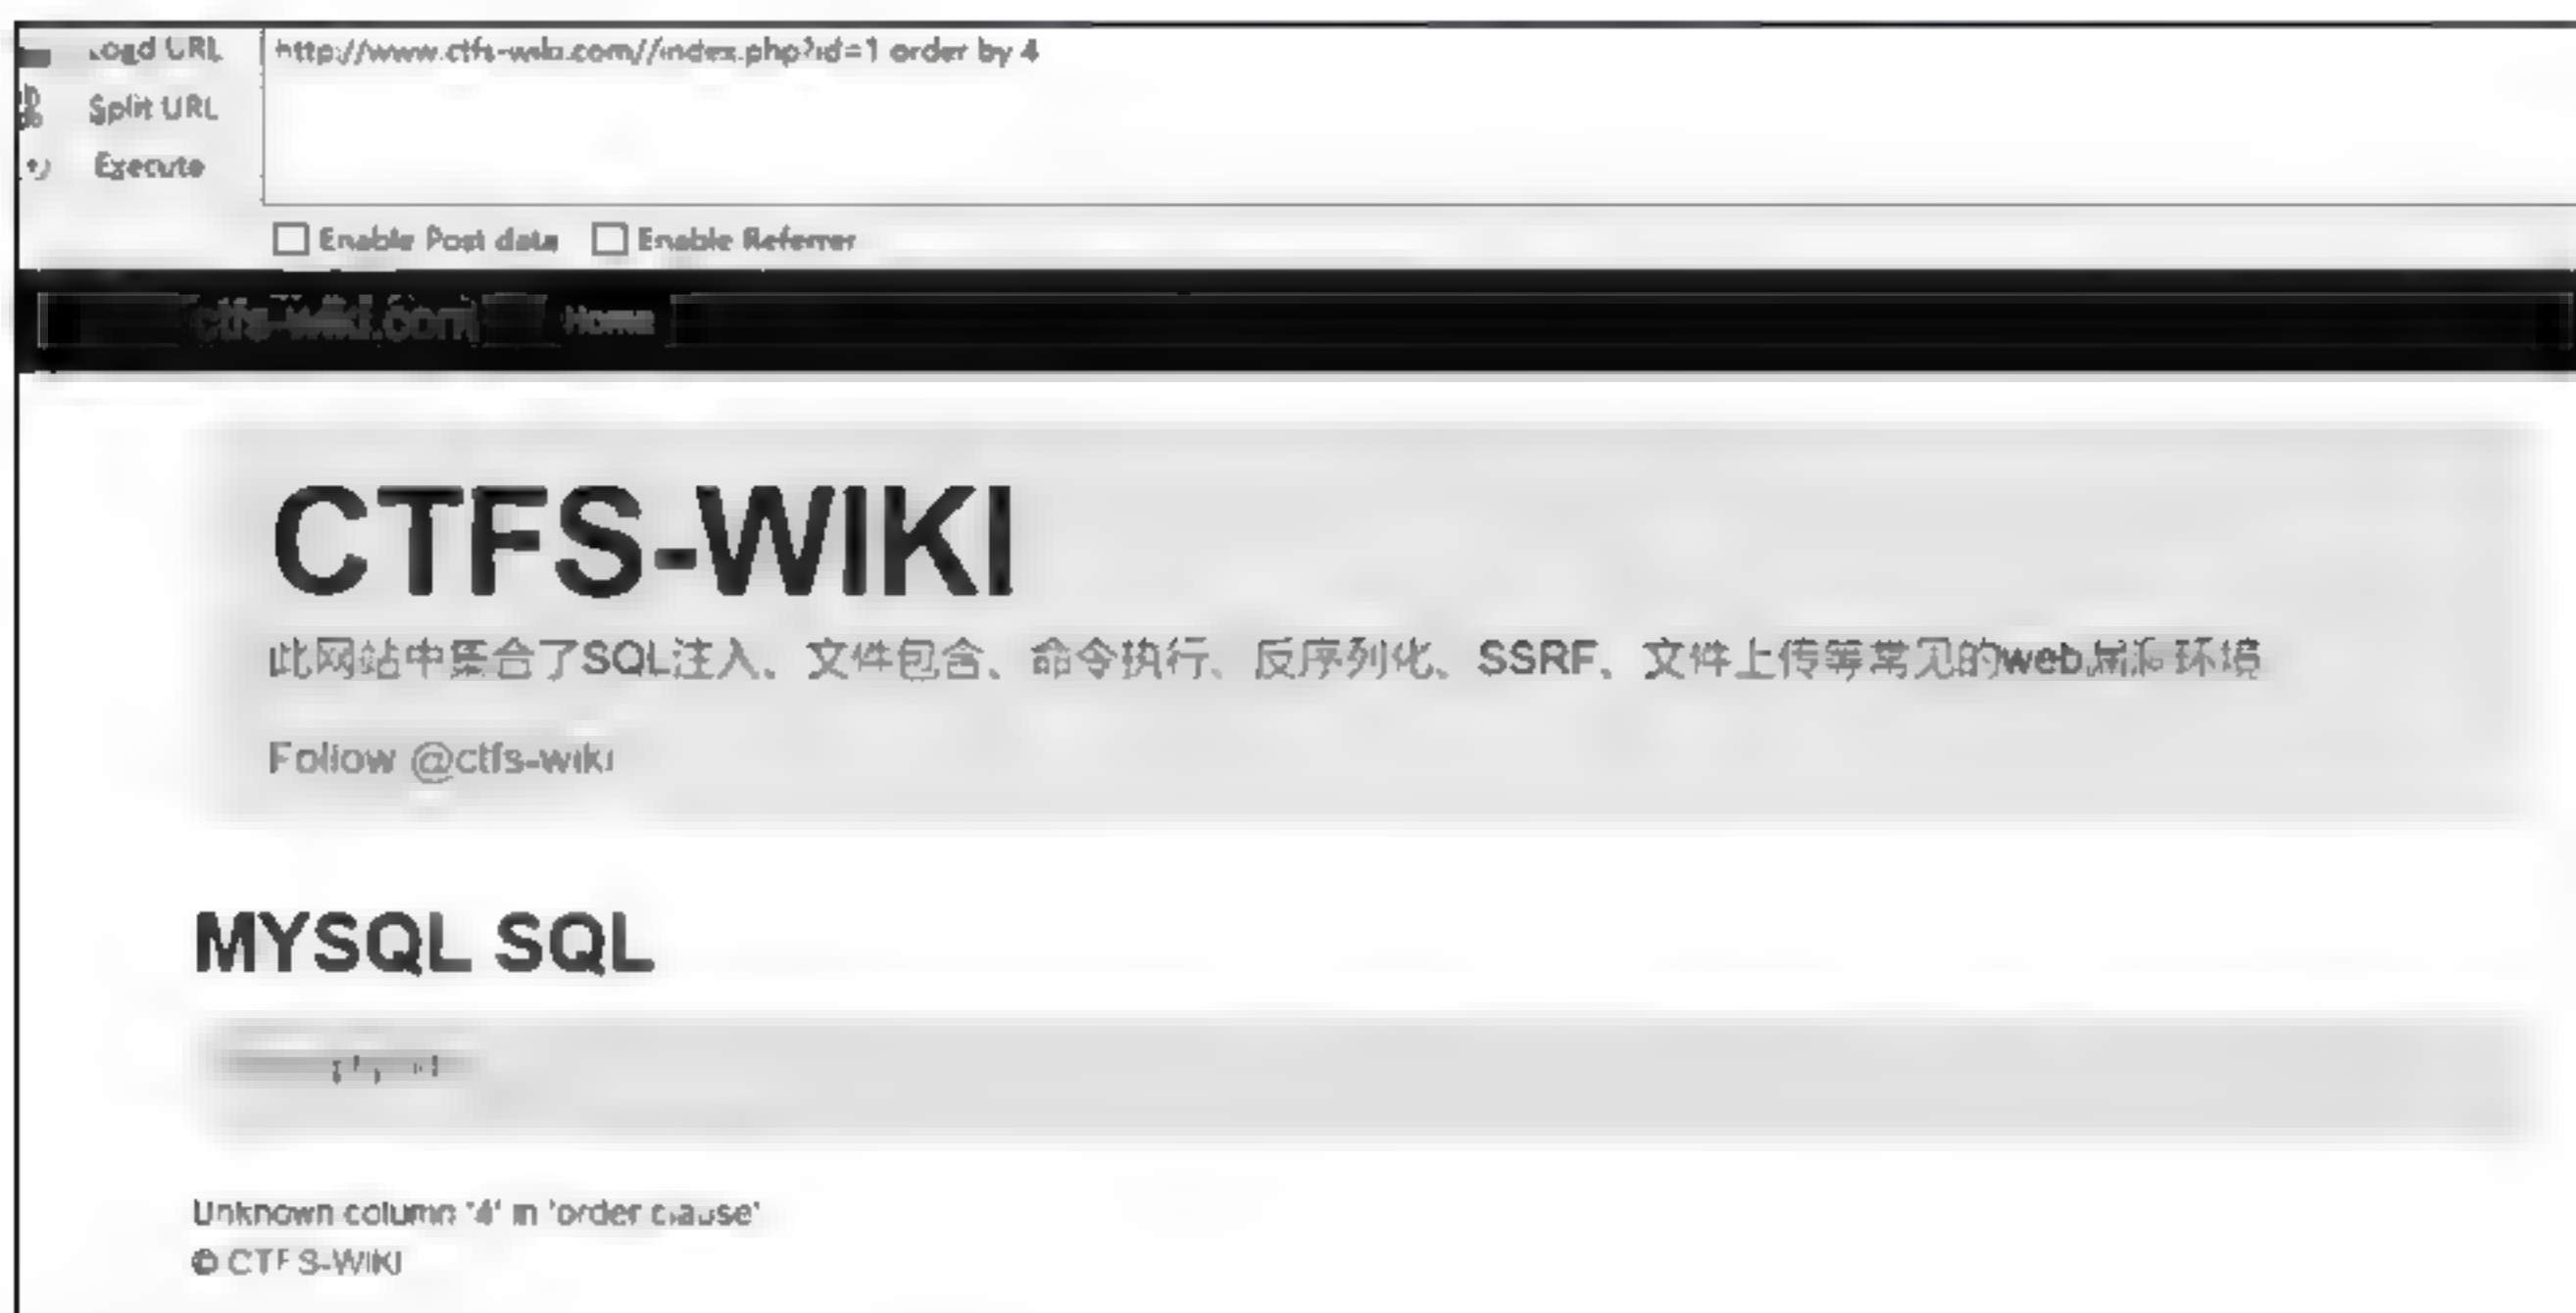 Load URL http://www.ctfs-wiki.com//index.php?id=1 order by 4
Split URL
Execute
Enable Post data Enable Referrer
ctfs-wiki.com Home
CTFS-WIKI
此网站中集合了SQL注入、文件包含、命令执行、反序列化、SSRF、文件上传等常见的web漏洞环境
Follow @ctfs-wiki
MYSQL SQL
Unknown column '4' in 'order clause'
© CTFS-WIKI